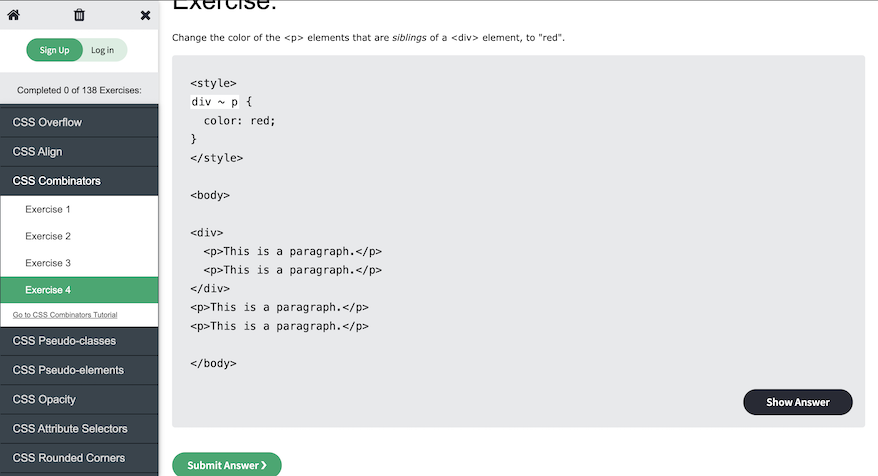 Exercise:
Sign Up
Log in
Completed 0 of 138 Exercises:
CSS Overflow
CSS Align
CSS Combinators
Exercise 1
Exercise 2
Exercise 3
Exercise 4
Go to CSS Combinators Tutorial
CSS Pseudo-classes
CSS Pseudo-elements
CSS Opacity
CSS Attribute Selectors
CSS Rounded Corners
Change the color of the <p> elements that are siblings of a <div> element, to "red".
<style>
div ~ p {
  color: red;
}
</style>
<body>
<div>
  <p>This is a paragraph.</p>
  <p>This is a paragraph.</p>
</div>
<p>This is a paragraph.</p>
<p>This is a paragraph.</p>
</body>
Show Answer
Submit Answer ❯